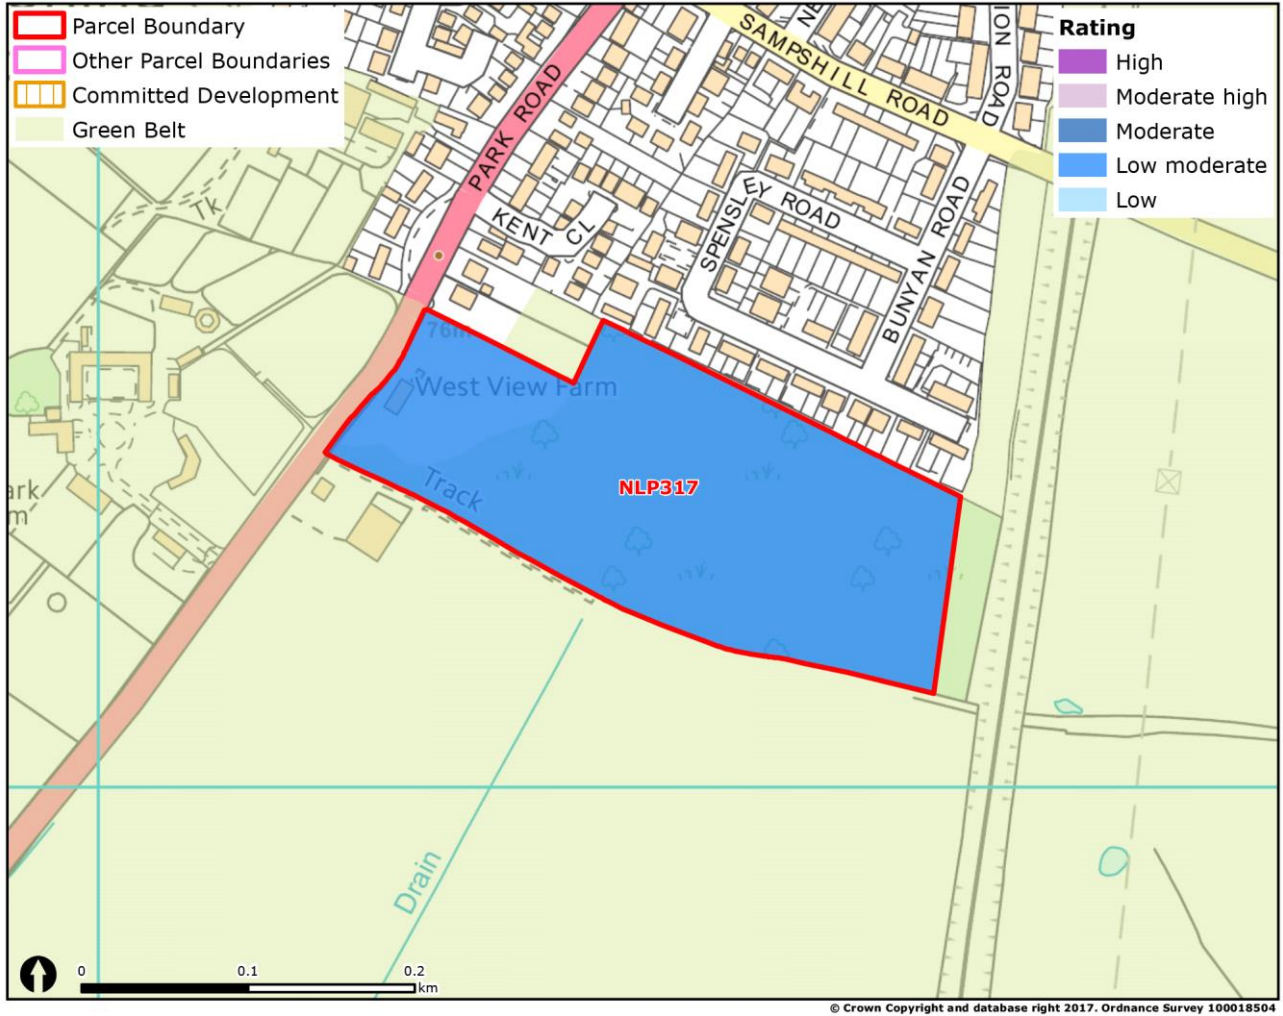 Parcel Boundary
Other Parcel Boundaries
Committed Development
Green Belt
Rating
High
Moderate high
Moderate
Low moderate
Low
SAMPSHILL ROAD
ION ROAD
NE
PARK ROAD
KENT CL
SPENSLEY ROAD
BUNYAN ROAD
Tk
76m
West View Farm
Track
NLP317
ark
m
Drain
0 0.1 0.2
km
© Crown Copyright and database right 2017. Ordnance Survey 100018504